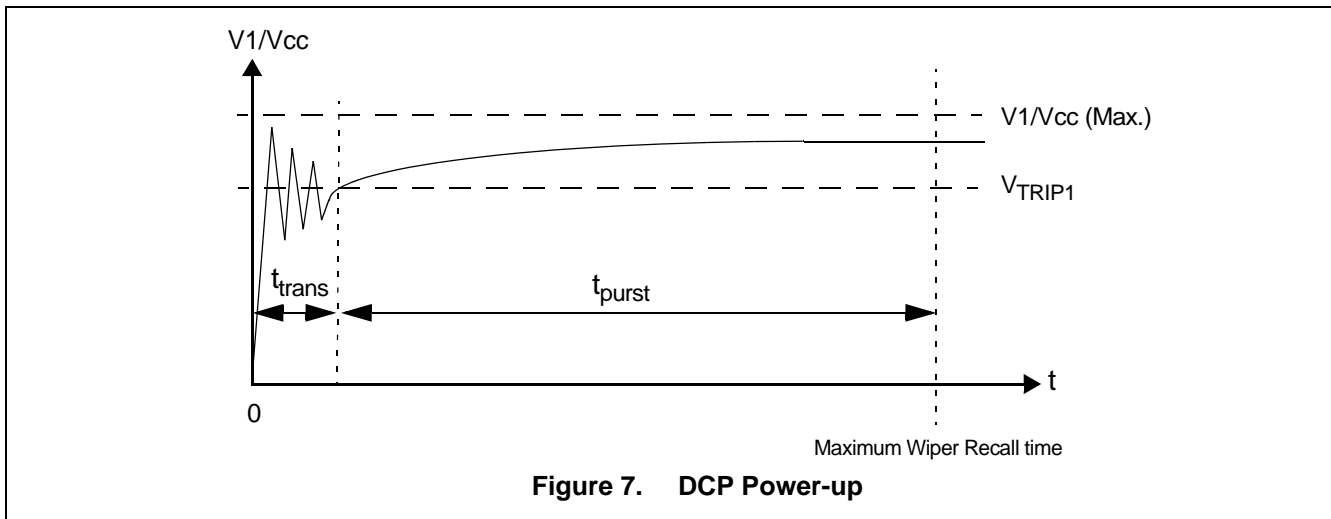 V1/Vcc
V1/Vcc (Max.)
VTRIP1
ttrans
tpurst
t
0
Maximum Wiper Recall time
Figure 7. DCP Power-up